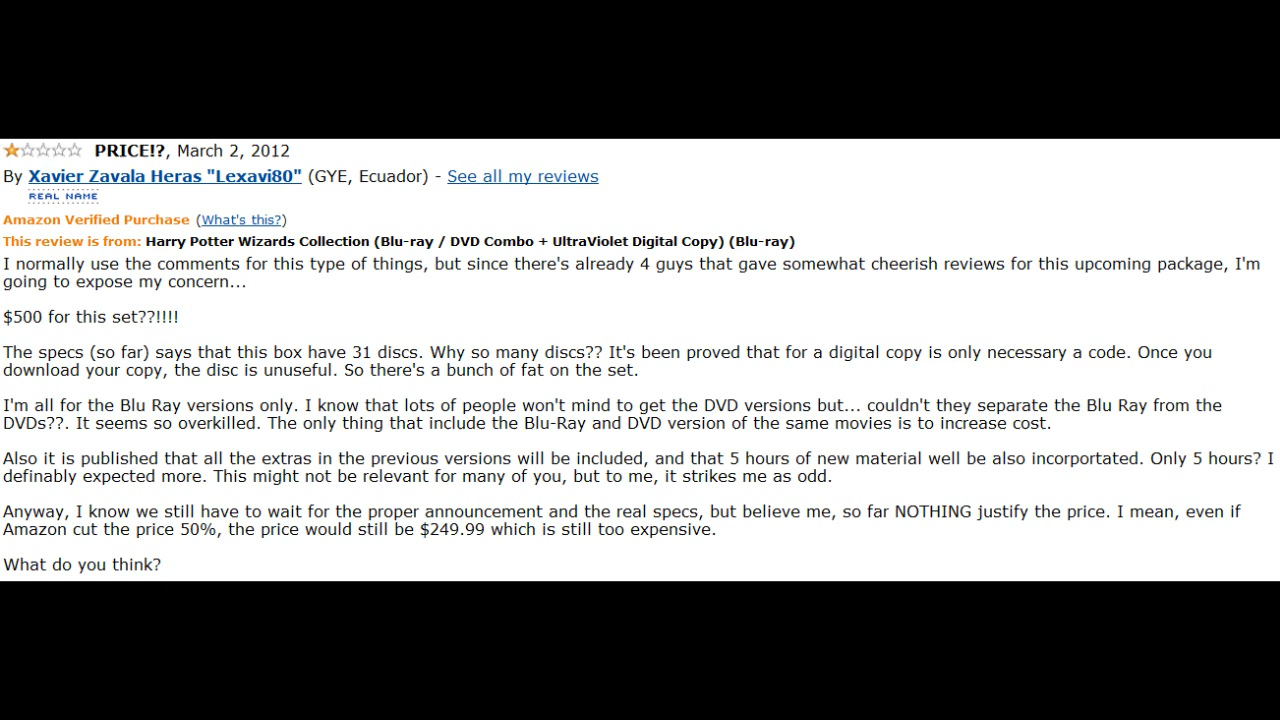 PRICE!?, March 2, 2012
By Xavier Zavala Heras "Lexavi80" (GYE, Ecuador) - See all my reviews
REAL NAME
Amazon Verified Purchase (What's this?)
This review is from: Harry Potter Wizards Collection (Blu-ray / DVD Combo + UltraViolet Digital Copy) (Blu-ray)
I normally use the comments for this type of things, but since there's already 4 guys that gave somewhat cheerish reviews for this upcoming package, I'm
going to expose my concern...
$500 for this set??!!!!
The specs (so far) says that this box have 31 discs. Why so many discs?? It's been proved that for a digital copy is only necessary a code. Once you
download your copy, the disc is unuseful. So there's a bunch of fat on the set.
I'm all for the Blu Ray versions only. I know that lots of people won't mind to get the DVD versions but... couldn't they separate the Blu Ray from the
DVDs??. It seems so overkilled. The only thing that include the Blu-Ray and DVD version of the same movies is to increase cost.
Also it is published that all the extras in the previous versions will be included, and that 5 hours of new material well be also incorportated. Only 5 hours? I
definably expected more. This might not be relevant for many of you, but to me, it strikes me as odd.
Anyway, I know we still have to wait for the proper announcement and the real specs, but believe me, so far NOTHING justify the price. I mean, even if
Amazon cut the price 50%, the price would still be $249.99 which is still too expensive.
What do you think?